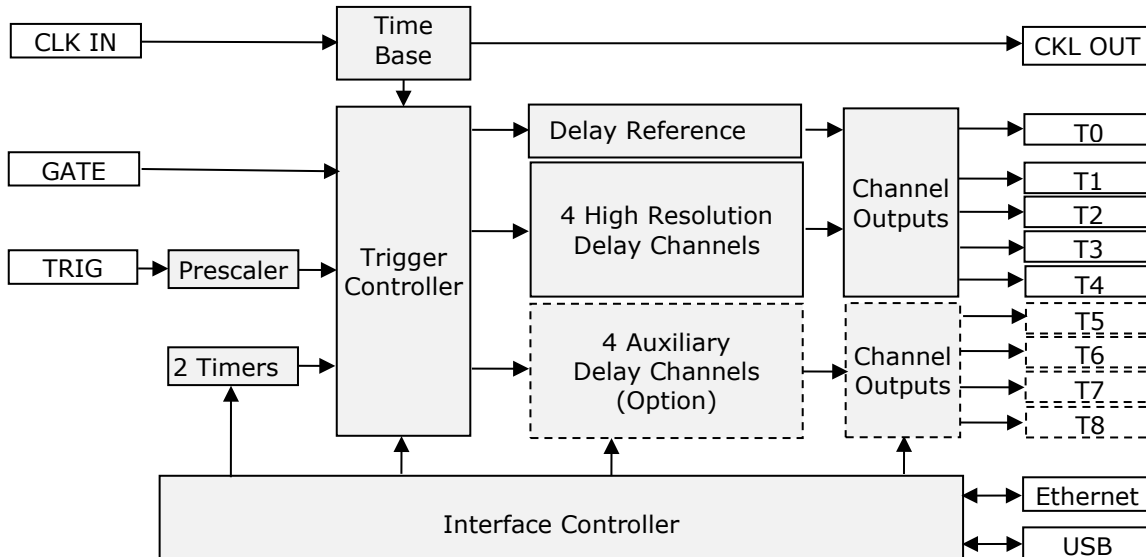 CLK IN
Time
Base
CKL OUT
GATE
TRIG
Prescaler
2 Timers
Trigger
Controller
Delay Reference
4 High Resolution
Delay Channels
4 Auxiliary
Delay Channels
(Option)
Channel
Outputs
Channel
Outputs
T0
T1
T2
T3
T4
T5
T6
T7
T8
Interface Controller
Ethernet
USB